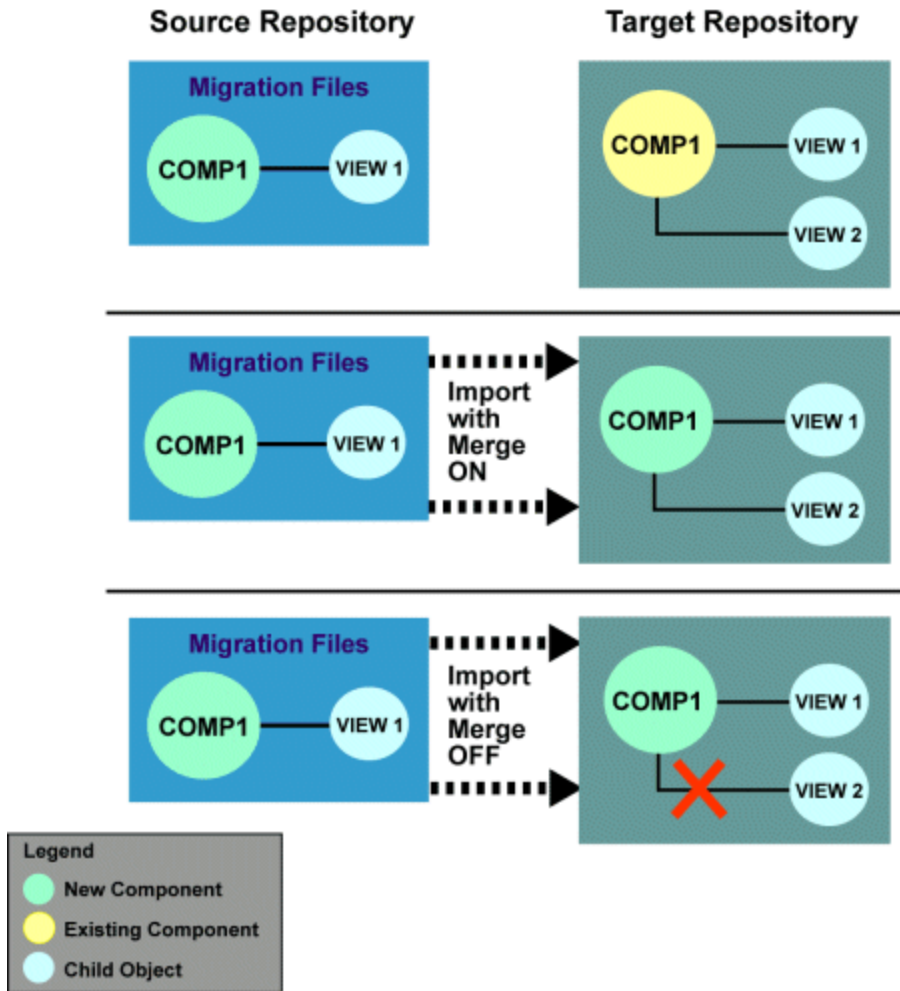 Source Repository
Target Repository
Migration Files
COMP1
VIEW 1
COMP1
VIEW 1
VIEW 2
Migration Files
COMP1
VIEW 1
Import
with
Merge
ON
COMP1
VIEW 1
VIEW 2
Migration Files
COMP1
VIEW 1
Import
with
Merge
OFF
COMP1
VIEW 1
VIEW 2
Legend
New Component
Existing Component
Child Object